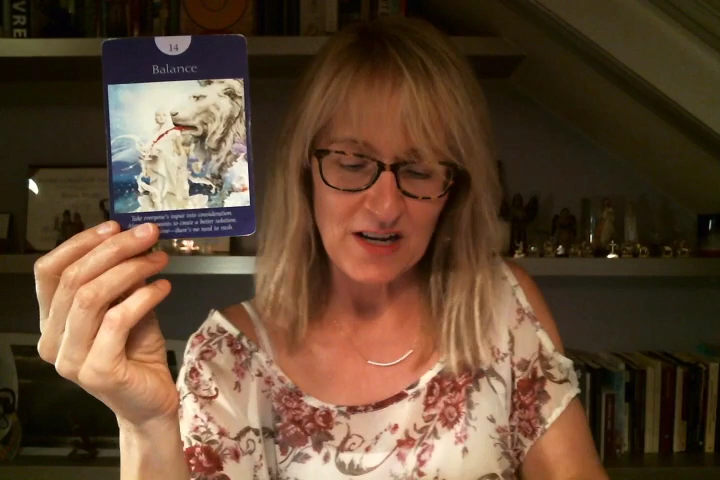 14
Balance
Take everyone's input into consideration.
to create a better solution.
—there's no need to rush.